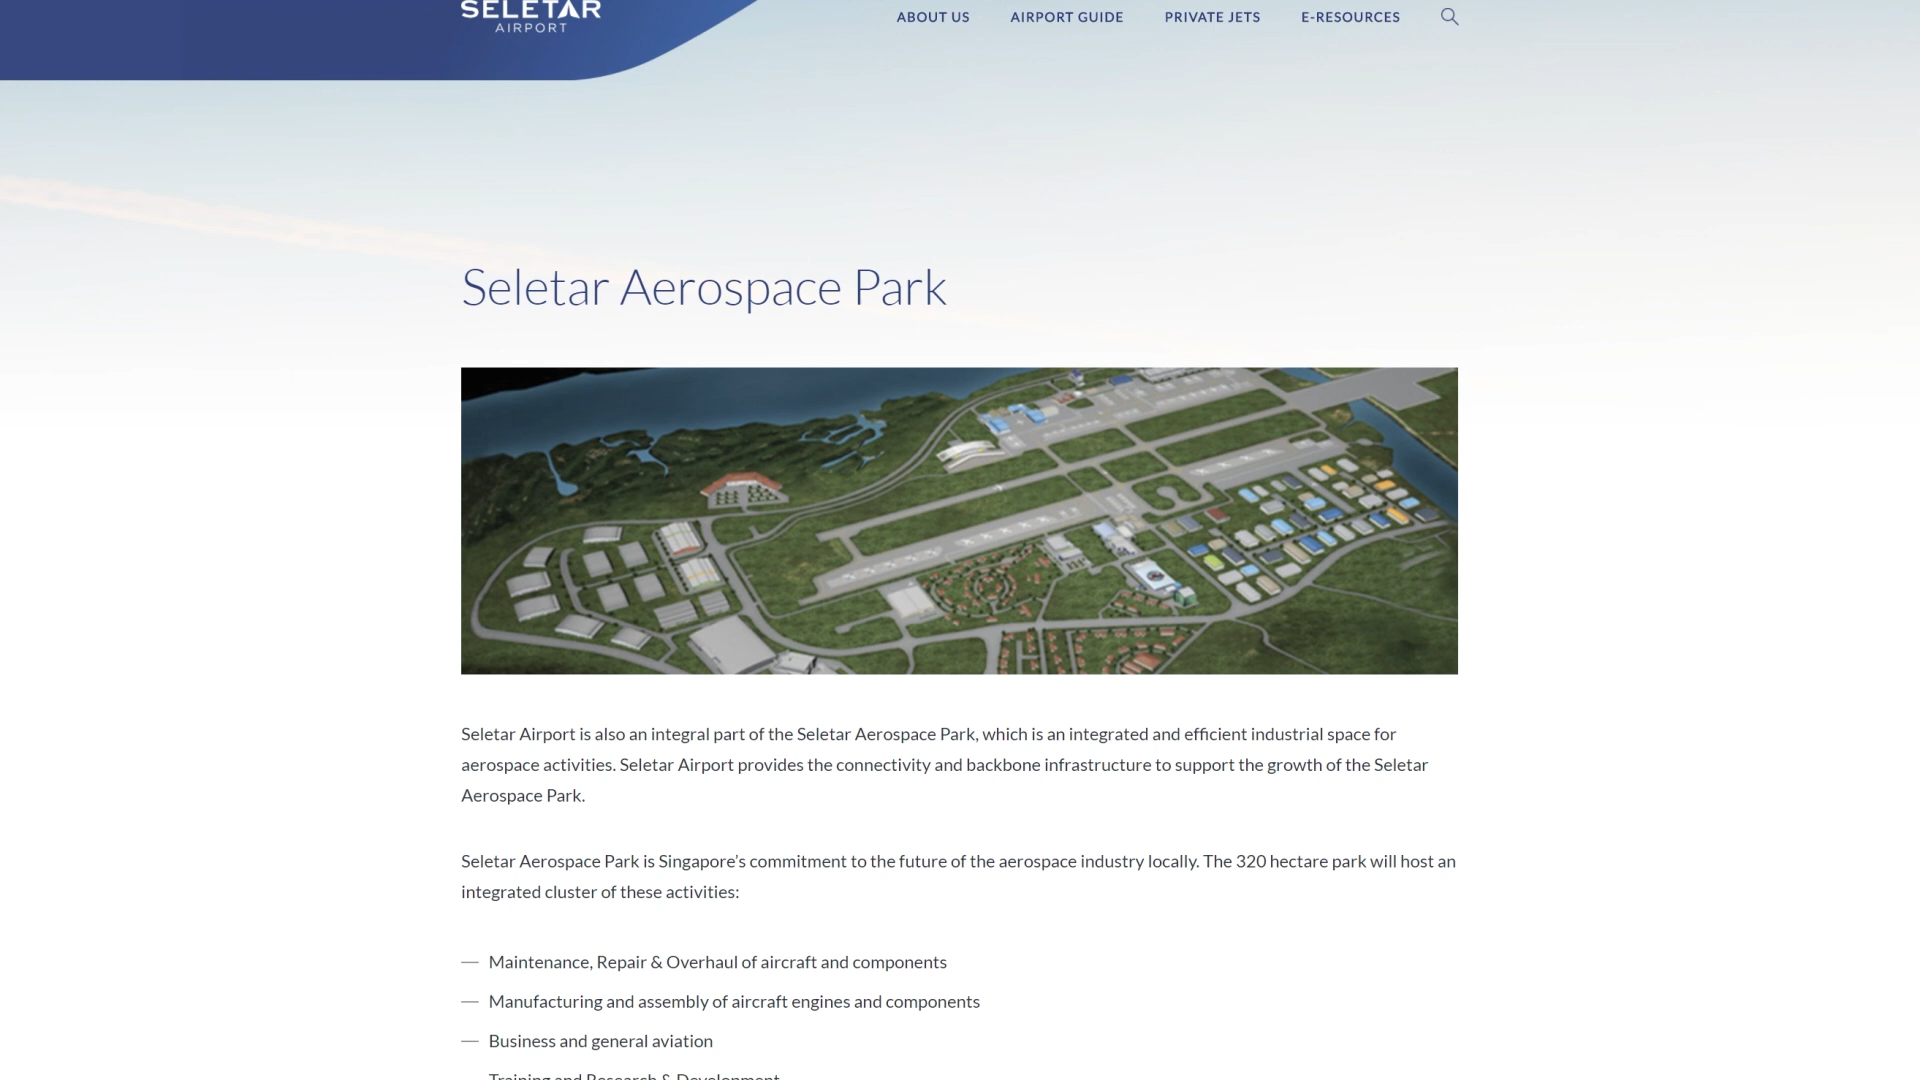 SELETAR
AIRPORT
ABOUT US
AIRPORT GUIDE
PRIVATE JETS
E-RESOURCES
Seletar Aerospace Park
Seletar Airport is also an integral part of the Seletar Aerospace Park, which is an integrated and efficient industrial space for
aerospace activities. Seletar Airport provides the connectivity and backbone infrastructure to support the growth of the Seletar
Aerospace Park.
Seletar Aerospace Park is Singapore’s commitment to the future of the aerospace industry locally. The 320 hectare park will host an
integrated cluster of these activities:
— Maintenance, Repair & Overhaul of aircraft and components
— Manufacturing and assembly of aircraft engines and components
— Business and general aviation
Training and Research & Development